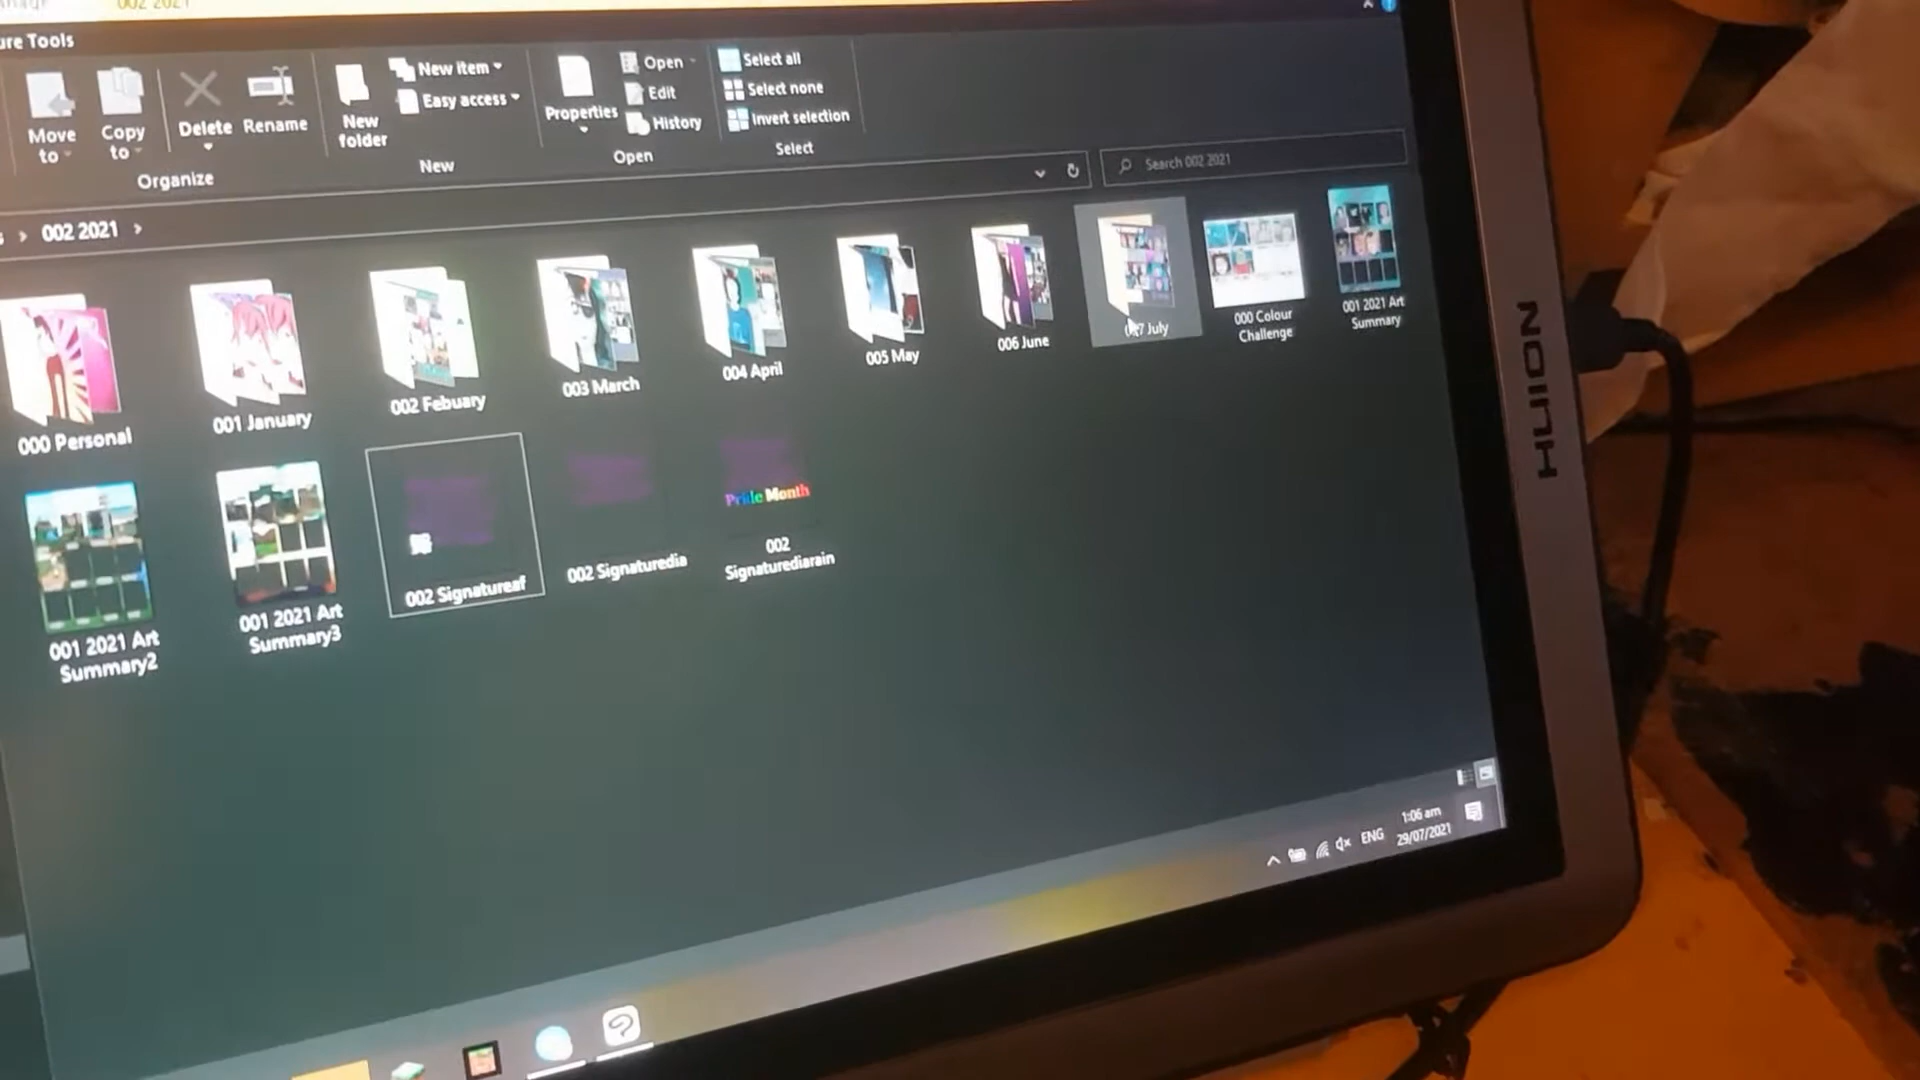 002 2021
ure Tools
Move
to
Copy
to
Delete
Rename
New
folder
New item
Easy access
Properties
Open
Edit
History
Select all
Select none
Invert selection
Organize
New
Open
Select
002 2021
Search 002 2021
000 Personal
001 January
002 Febuary
003 March
004 April
005 May
006 June
July
000 Colour
Challenge
001 2021 Art
Summary
001 2021 Art
Summary2
001 2021 Art
Summary3
002 Signatureaf
002 Signaturedia
Pride Month
002
Signaturediarain
HUION
ENG
1:06 am
29/07/2021